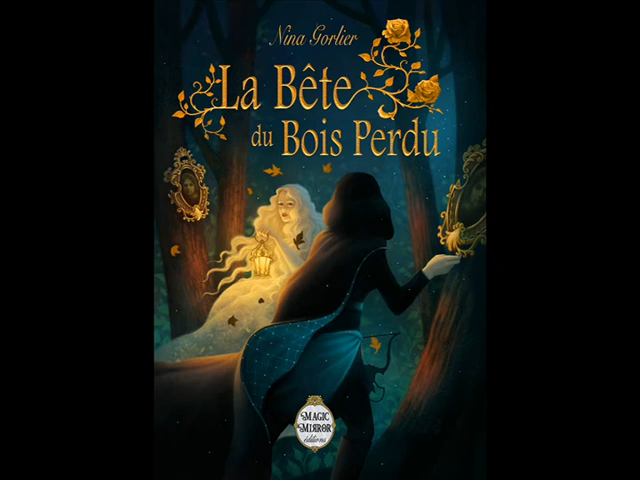 Nina Gorlier
La Bête
du Bois Perdu
Magic
Mirror
éditions